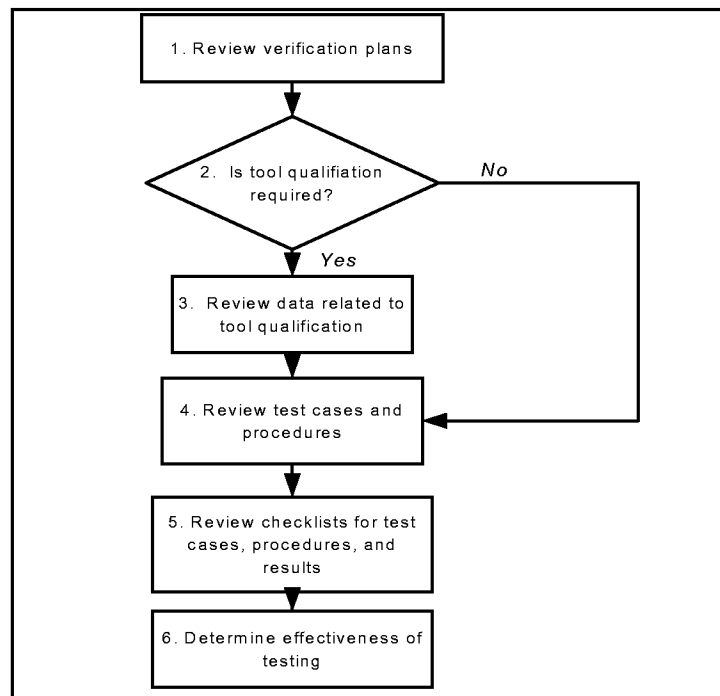 1. Review verification plans
2. Is tool qualifiation
required?
No
Yes
3. Review data related to
tool qualification
4. Review test cases and
procedures
5. Review checklists for test
cases, procedures, and
results
6. Determine effectiveness of
testing